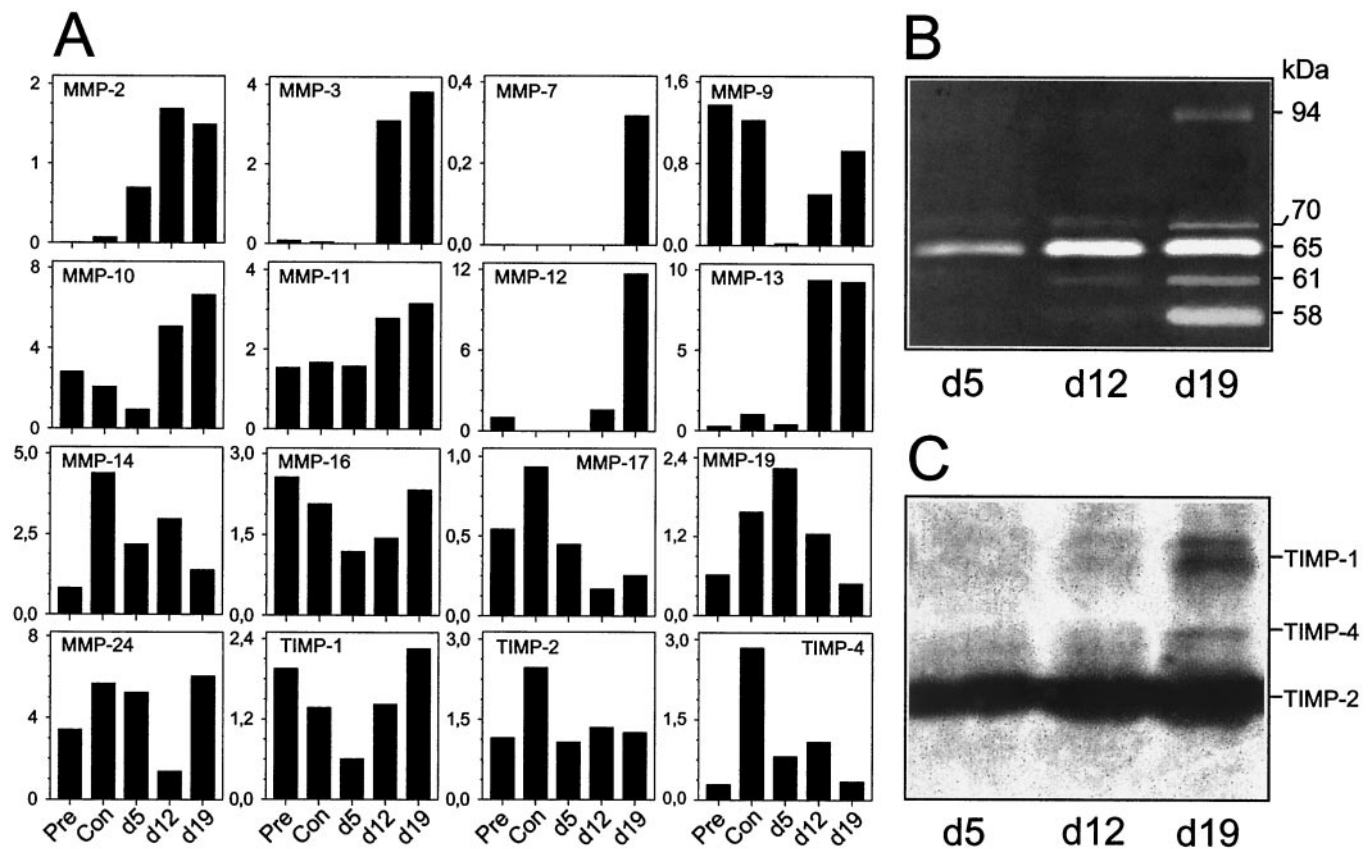 A
2
1
0
MMP-2
4
2
0
MMP-3
0,4
0,2
0,0
MMP-7
1,6
0,8
0,0
MMP-9
8
4
0
MMP-10
4
2
0
MMP-11
12
6
0
MMP-12
10
5
0
MMP-13
5,0
2,5
0,0
MMP-14
3,0
1,5
0,0
MMP-16
1,0
0,5
0,0
MMP-17
2,4
1,2
0,0
MMP-19
8
4
0
MMP-24
2,4
1,2
0,0
TIMP-1
3,0
1,5
0,0
TIMP-2
3,0
1,5
0,0
TIMP-4
Pre Con d5 d12 d19
Pre Con d5 d12 d19
Pre Con d5 d12 d19
Pre Con d5 d12 d19
B
kDa
94
70
65
61
58
d5 d12 d19
C
TIMP-1
TIMP-4
TIMP-2
d5 d12 d19